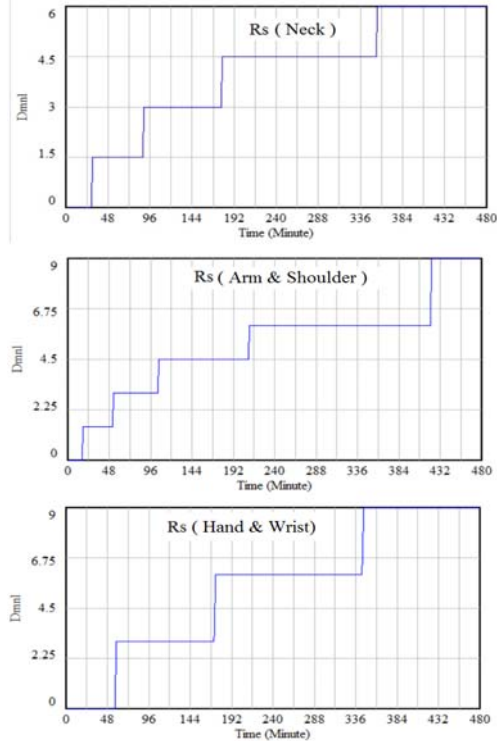 6
Rs ( Neck )
4.5
Dmnl
3
1.5
0
0 48 96 144 192 240 288 336 384 432 480
Time (Minute)
9
Rs ( Arm & Shoulder )
6.75
Dmnl
4.5
2.25
0
0 48 96 144 192 240 288 336 384 432 480
Time (Minute)
9
Rs ( Hand & Wrist)
6.75
Dmnl
4.5
2.25
0
0 48 96 144 192 240 288 336 384 432 480
Time (Minute)